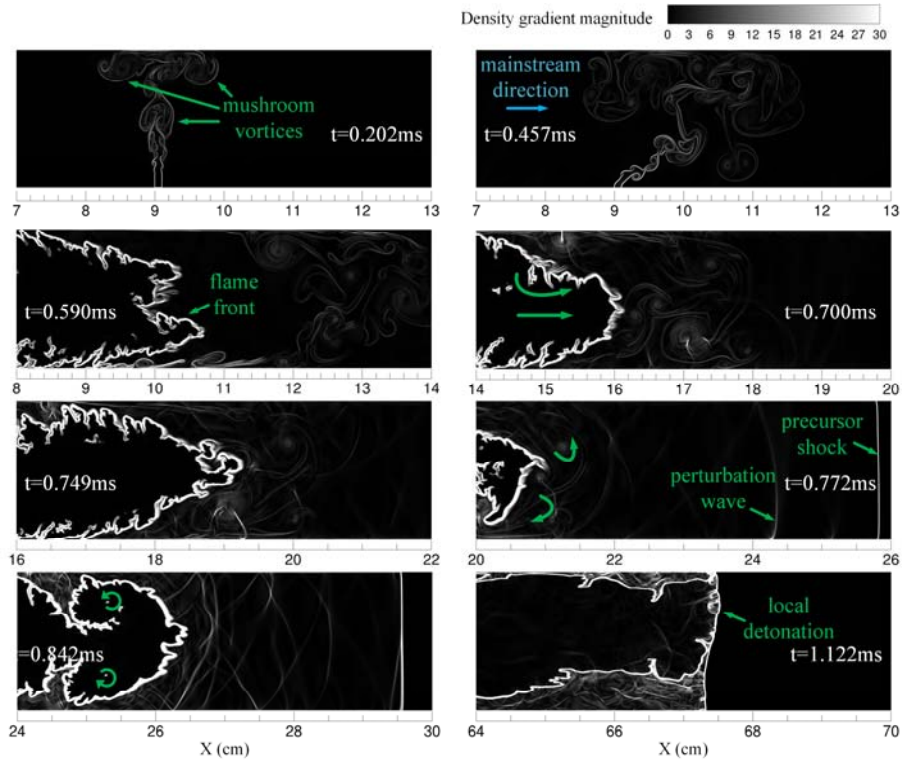 Density gradient magnitude
0 3 6 9 12 15 18 21 24 27 30
mushroom
vortices
t=0.202ms
7 8 9 10 11 12 13
mainstream
direction
t=0.457ms
7 8 9 10 11 12 13
flame
front
t=0.590ms
8 9 10 11 12 13 14
t=0.700ms
14 15 16 17 18 19 20
t=0.749ms
16 18 20 22
precursor
shock
perturbation
wave
t=0.772ms
20 22 24 26
t=0.842ms
24 26 28 30
X (cm)
local
detonation
t=1.122ms
64 66 68 70
X (cm)